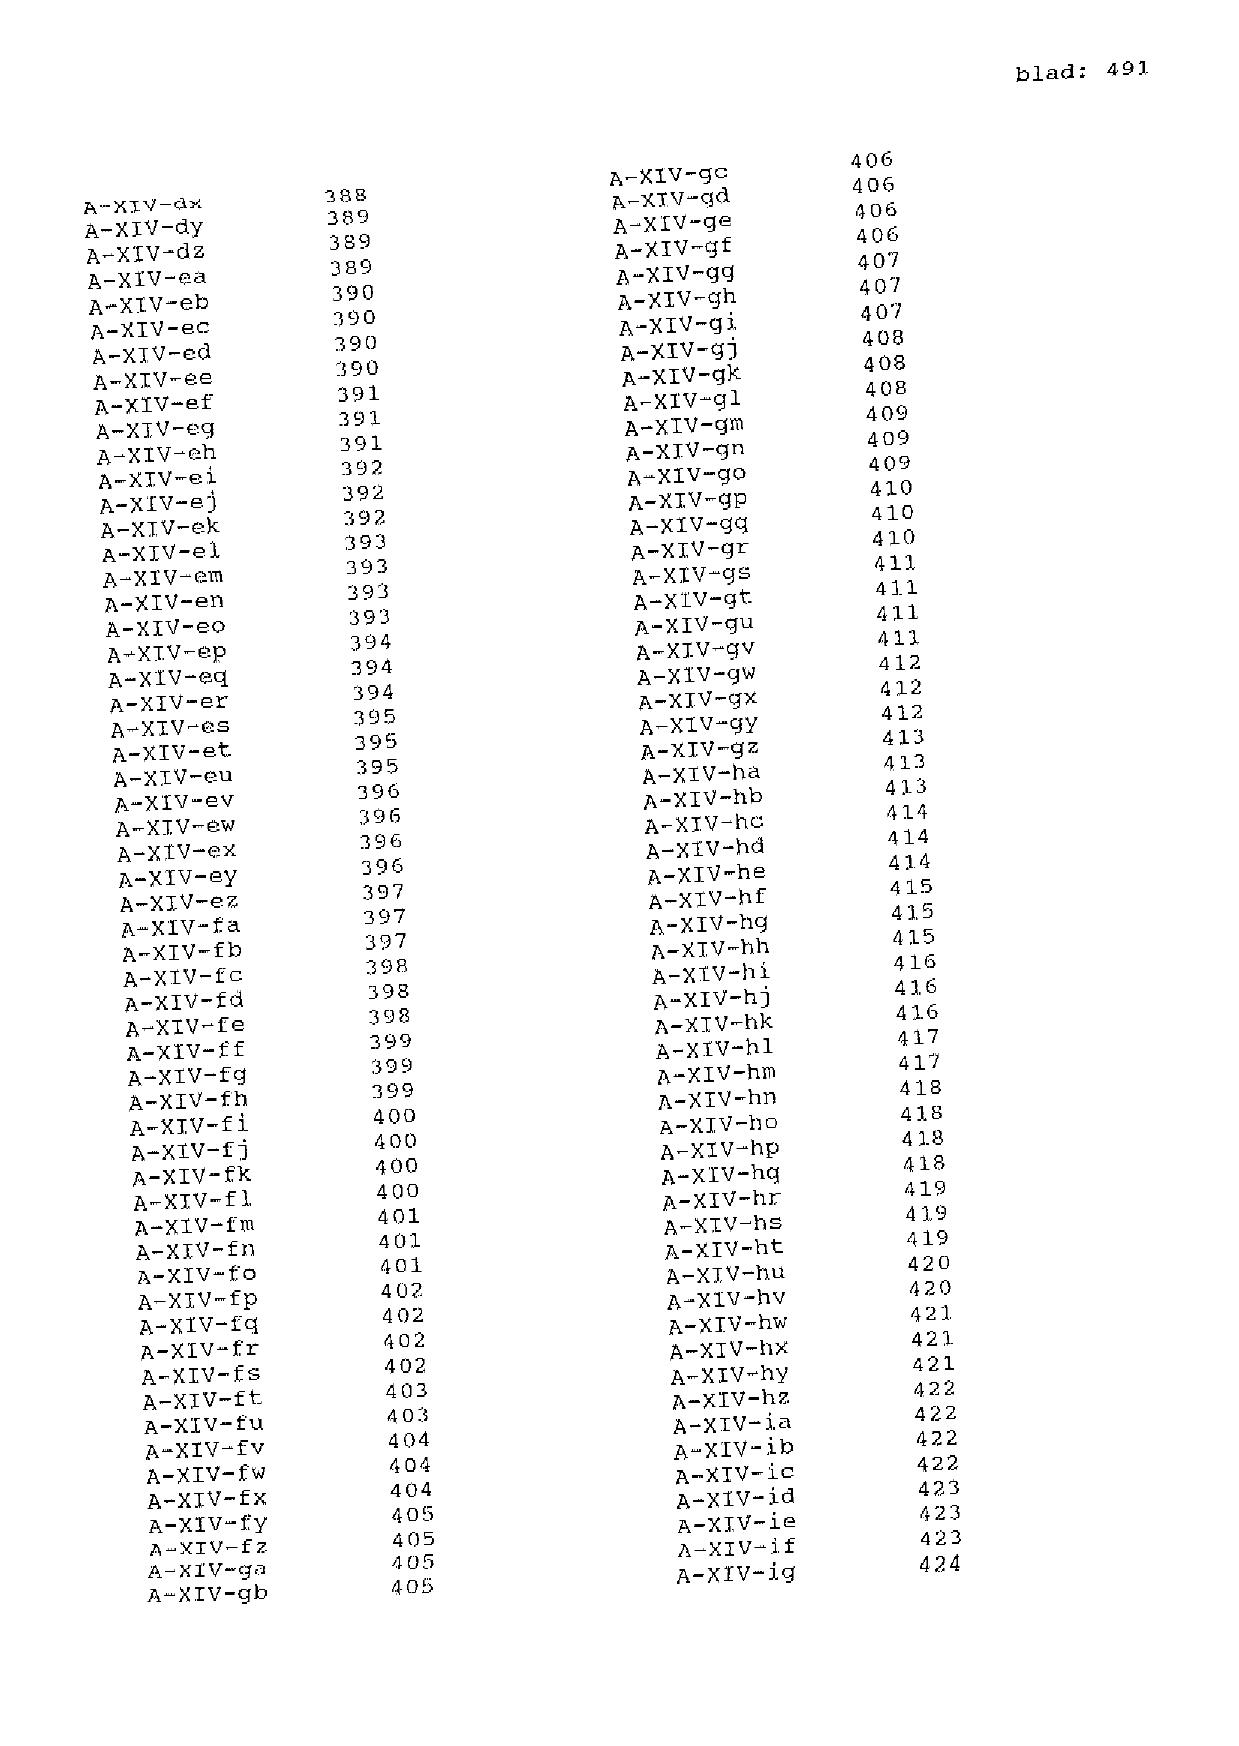 blad: 491
A-XIV-dx 388
A-XIV-dy 389
A-XIV-dz 389
A-XIV-ea 389
A-XIV-eb 390
A-XIV-ec 390
A-XIV-ed 390
A-XIV-ee 390
A-XIV-ef 391
A-XIV-eg 391
A-XIV-eh 391
A-XIV-ei 392
A-XIV-ej 392
A-XIV-ek 392
A-XIV-el 393
A-XIV-em 393
A-XIV-en 393
A-XIV-eo 393
A-XIV-ep 394
A-XIV-eq 394
A-XIV-er 394
A-XIV-es 395
A-XIV-et 395
A-XIV-eu 395
A-XIV-ev 396
A-XIV-ew 396
A-XIV-ex 396
A-XIV-ey 396
A-XIV-ez 397
A-XIV-fa 397
A-XIV-fb 397
A-XIV-fc 398
A-XIV-fd 398
A-XIV-fe 398
A-XIV-ff 399
A-XIV-fg 399
A-XIV-fh 399
A-XIV-fi 400
A-XIV-fj 400
A-XIV-fk 400
A-XIV-fl 400
A-XIV-fm 401
A-XIV-fn 401
A-XIV-fo 401
A-XIV-fp 402
A-XIV-fq 402
A-XIV-fr 402
A-XIV-fs 402
A-XIV-ft 403
A-XIV-fu 403
A-XIV-fv 404
A-XIV-fw 404
A-XIV-fx 404
A-XIV-fy 405
A-XIV-fz 405
A-XIV-ga 405
A-XIV-gb 405
A-XIV-gc 406
A-XIV-gd 406
A-XIV-ge 406
A-XIV-gf 406
A-XIV-gg 407
A-XIV-gh 407
A-XIV-gi 407
A-XIV-gj 408
A-XIV-gk 408
A-XIV-gl 408
A-XIV-gm 409
A-XIV-gn 409
A-XIV-go 409
A-XIV-gp 410
A-XIV-gq 410
A-XIV-gr 410
A-XIV-gs 411
A-XIV-gt 411
A-XIV-gu 411
A-XIV-gv 411
A-XIV-gw 412
A-XIV-gx 412
A-XIV-gy 412
A-XIV-gz 413
A-XIV-ha 413
A-XIV-hb 413
A-XIV-hc 414
A-XIV-hd 414
A-XIV-he 414
A-XIV-hf 415
A-XIV-hg 415
A-XIV-hh 415
A-XIV-hi 416
A-XIV-hj 416
A-XIV-hk 416
A-XIV-hl 417
A-XIV-hm 417
A-XIV-hn 418
A-XIV-ho 418
A-XIV-hp 418
A-XIV-hq 418
A-XIV-hr 419
A-XIV-hs 419
A-XIV-ht 419
A-XIV-hu 420
A-XIV-hv 420
A-XIV-hw 421
A-XIV-hx 421
A-XIV-hy 421
A-XIV-hz 422
A-XIV-ia 422
A-XIV-ib 422
A-XIV-ic 422
A-XIV-id 423
A-XIV-ie 423
A-XIV-if 423
A-XIV-ig 424